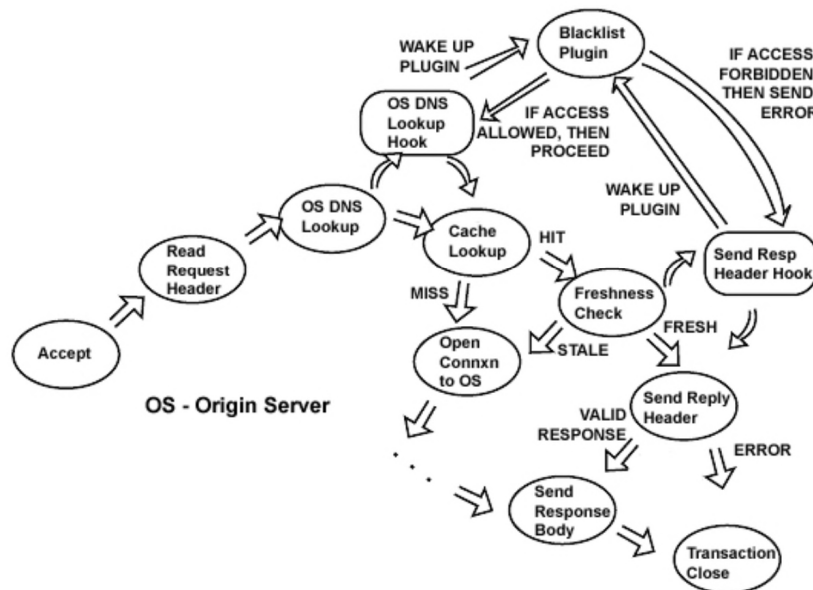 Blacklist
Plugin
WAKE UP
PLUGIN
IF ACCESS
FORBIDDEN,
THEN SEND
ERROR
OS DNS
Lookup
Hook
IF ACCESS
ALLOWED, THEN
PROCEED
WAKE UP
PLUGIN
OS DNS
Lookup
Cache
Lookup
HIT
Send Resp
Header Hook
Read
Request
Header
MISS
Freshness
Check
FRESH
Accept
Open
Connxn
to OS
STALE
OS - Origin Server
Send Reply
Header
VALID
RESPONSE
ERROR
. . .
Send
Response
Body
Transaction
Close